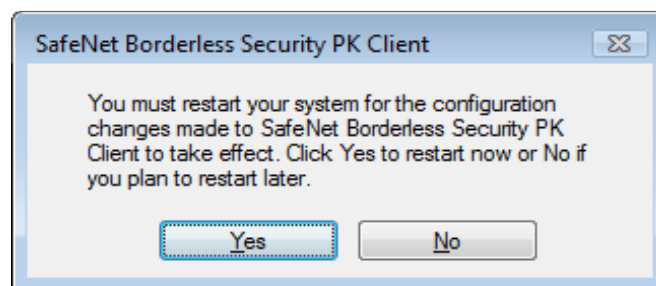 SafeNet Borderless Security PK Client
You must restart your system for the configuration
changes made to SafeNet Borderless Security PK
Client to take effect. Click Yes to restart now or No if
you plan to restart later.
Yes
No